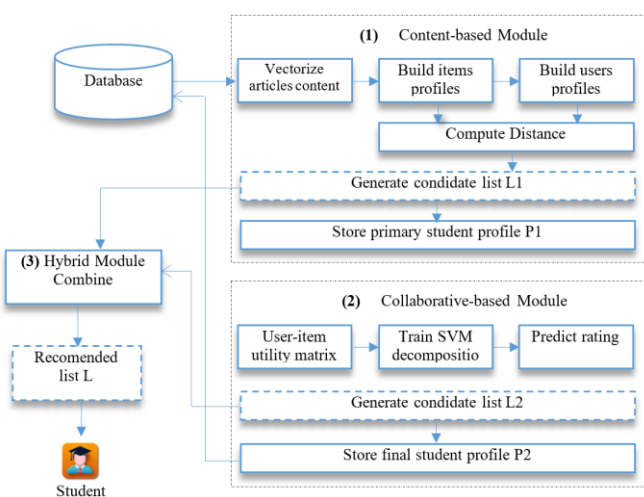 (1) Content-based Module
Database
Vectorize
articles content
Build items
profiles
Build users
profiles
Compute Distance
Generate candidate list L1
Store primary student profile P1
(3) Hybrid Module
Combine
(2) Collaborative-based Module
User-item
utility matrix
Train SVM
decompositio
Predict rating
Recomended
list L
Generate candidate list L2
Store final student profile P2
Student